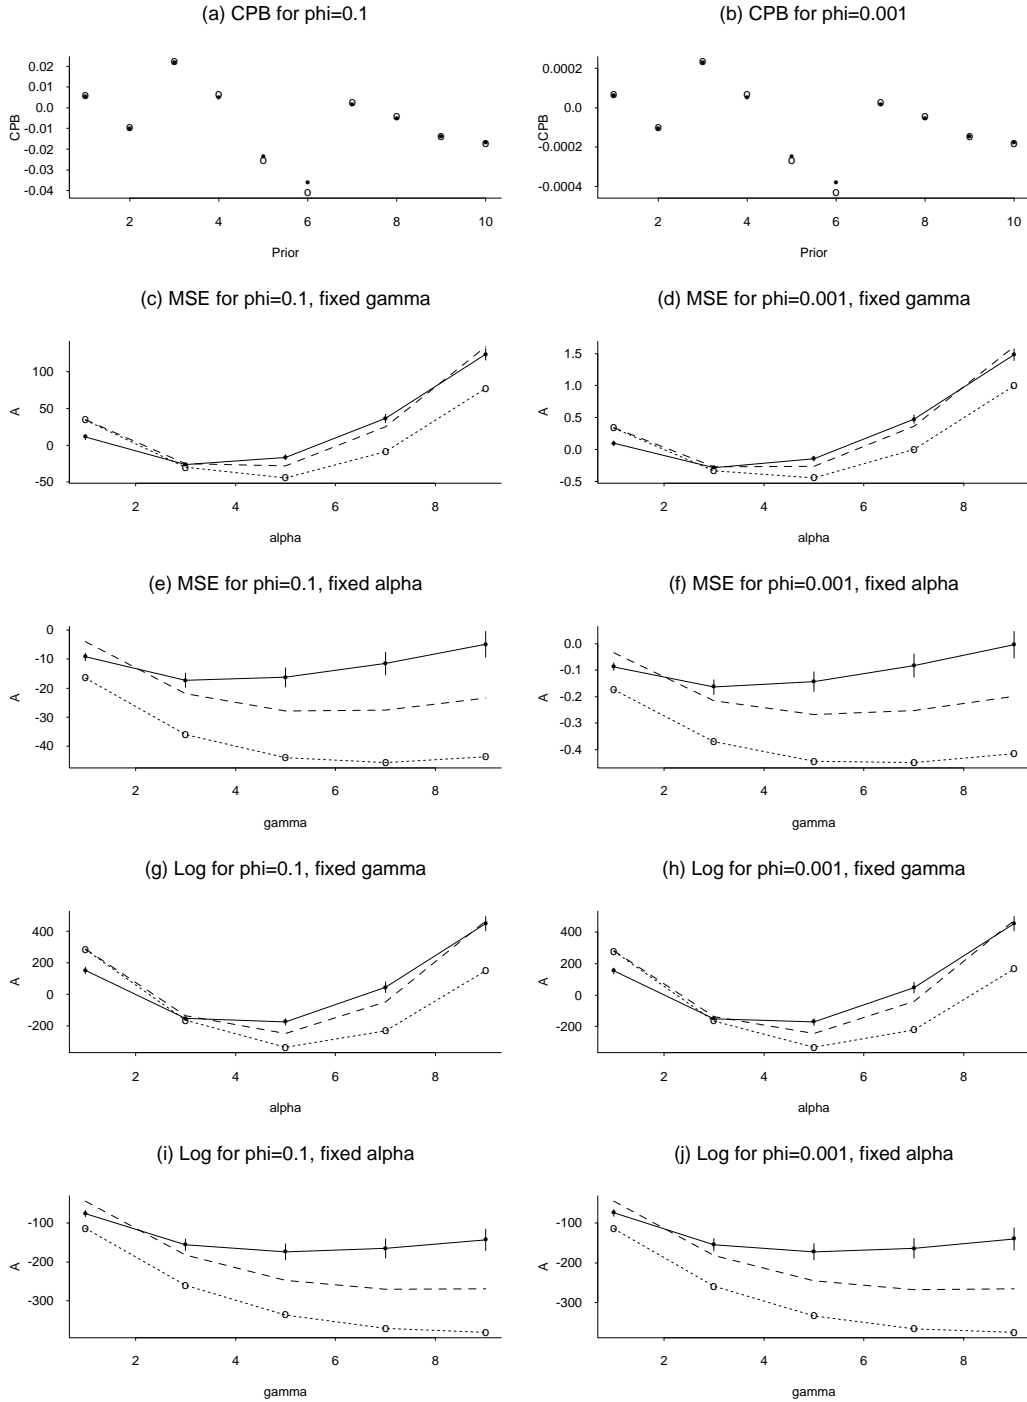 (a) CPB for phi=0.1
CPB
0.02
0.01
0.0
-0.01
-0.02
-0.03
-0.04
2 4 6 8 10
Prior
(b) CPB for phi=0.001
CPB
0.0002
0.0
-0.0002
-0.0004
2 4 6 8 10
Prior
(c) MSE for phi=0.1, fixed gamma
A
100
50
0
-50
2 4 6 8
alpha
(d) MSE for phi=0.001, fixed gamma
A
1.5
1.0
0.5
0.0
-0.5
2 4 6 8
alpha
(e) MSE for phi=0.1, fixed alpha
A
0
-10
-20
-30
-40
2 4 6 8
gamma
(f) MSE for phi=0.001, fixed alpha
A
0.0
-0.1
-0.2
-0.3
-0.4
2 4 6 8
gamma
(g) Log for phi=0.1, fixed gamma
A
400
200
0
-200
2 4 6 8
alpha
(h) Log for phi=0.001, fixed gamma
A
400
200
0
-200
2 4 6 8
alpha
(i) Log for phi=0.1, fixed alpha
A
-100
-200
-300
2 4 6 8
gamma
(j) Log for phi=0.001, fixed alpha
A
-100
-200
-300
2 4 6 8
gamma